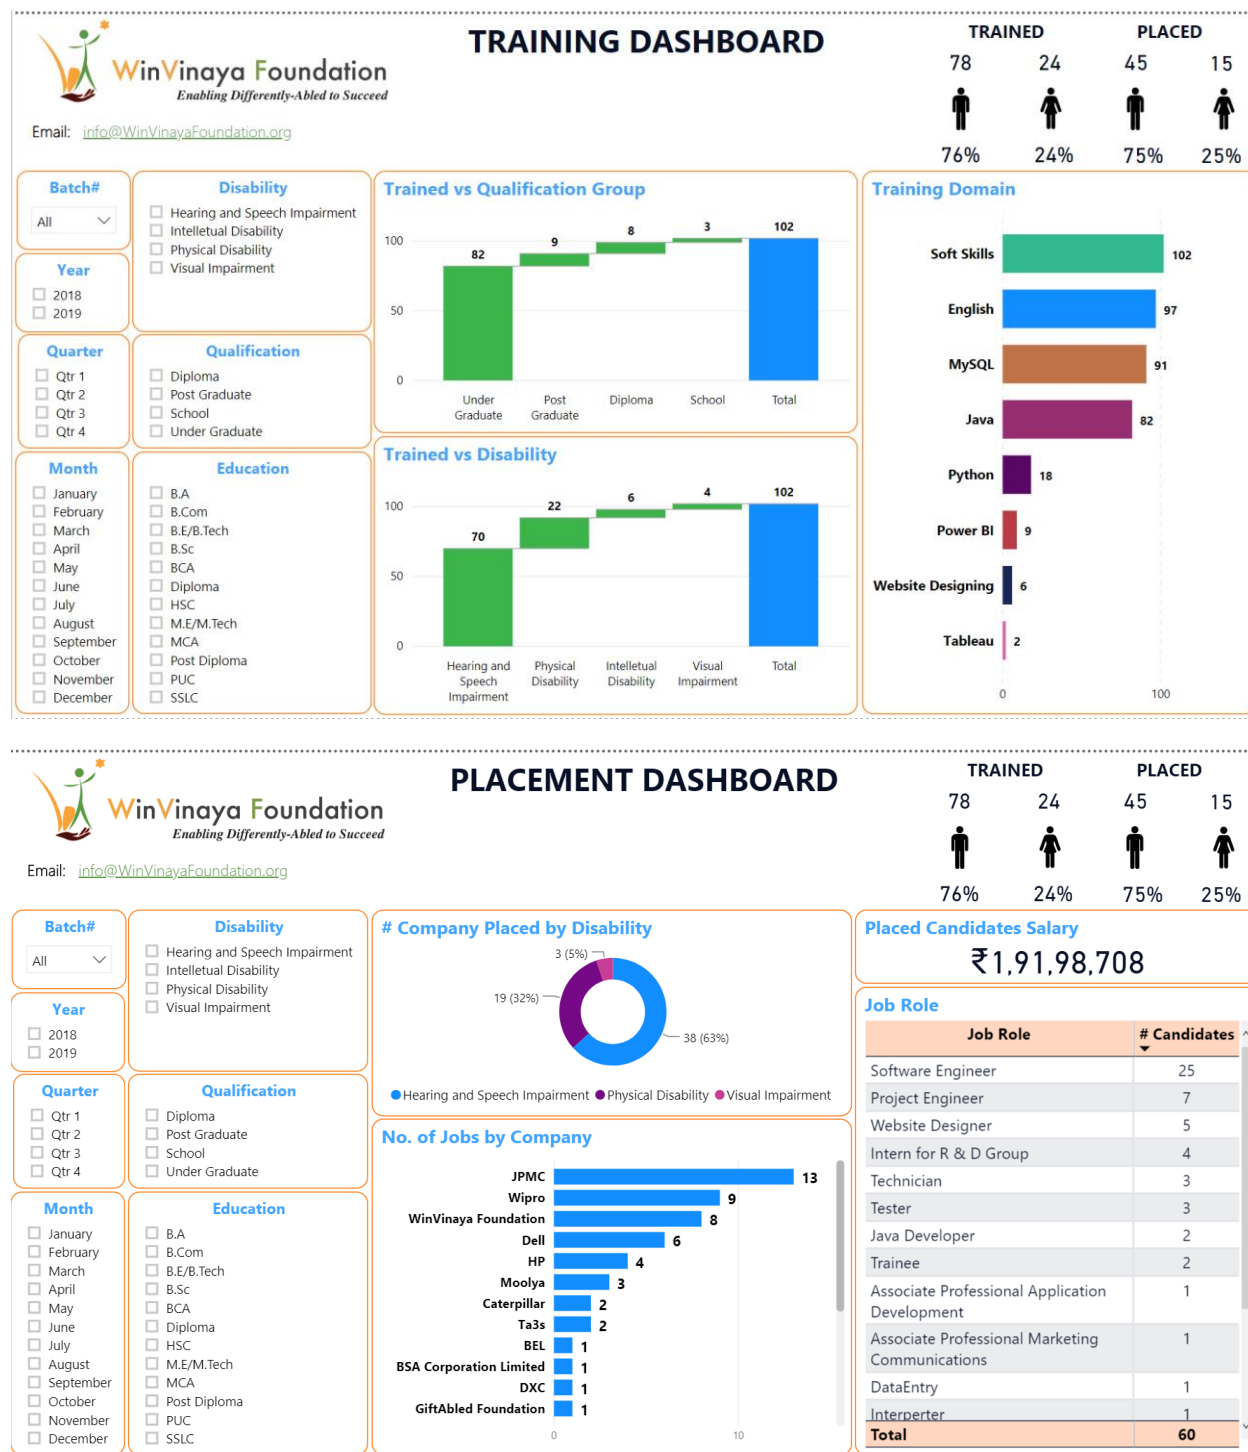 WinVinaya Foundation
Enabling Differently-Abled to Succeed
Email: info@WinVinayaFoundation.org
TRAINING DASHBOARD
TRAINED PLACED
78 24 45 15
76% 24% 75% 25%
Batch#
All
Year
2018
2019
Quarter
Qtr 1
Qtr 2
Qtr 3
Qtr 4
Month
January
February
March
April
May
June
July
August
September
October
November
December
Disability
Hearing and Speech Impairment
Intelletual Disability
Physical Disability
Visual Impairment
Qualification
Diploma
Post Graduate
School
Under Graduate
Education
B.A
B.Com
B.E/B.Tech
B.Sc
BCA
Diploma
HSC
M.E/M.Tech
MCA
Post Diploma
PUC
SSLC
Trained vs Qualification Group
100
50
0
82 9 8 3 102
Under Graduate
Post Graduate
Diploma
School
Total
Trained vs Disability
100
50
0
70 22 6 4 102
Hearing and Speech Impairment
Physical Disability
Intelletual Disability
Visual Impairment
Total
Training Domain
Soft Skills 102
English 97
MySQL 91
Java 82
Python 18
Power BI 9
Website Designing 6
Tableau 2
0 100
WinVinaya Foundation
Enabling Differently-Abled to Succeed
Email: info@WinVinayaFoundation.org
PLACEMENT DASHBOARD
TRAINED PLACED
78 24 45 15
76% 24% 75% 25%
Batch#
All
Year
2018
2019
Quarter
Qtr 1
Qtr 2
Qtr 3
Qtr 4
Month
January
February
March
April
May
June
July
August
September
October
November
December
Disability
Hearing and Speech Impairment
Intelletual Disability
Physical Disability
Visual Impairment
Qualification
Diploma
Post Graduate
School
Under Graduate
Education
B.A
B.Com
B.E/B.Tech
B.Sc
BCA
Diploma
HSC
M.E/M.Tech
MCA
Post Diploma
PUC
SSLC
# Company Placed by Disability
3 (5%)
19 (32%)
38 (63%)
Hearing and Speech Impairment Physical Disability Visual Impairment
No. of Jobs by Company
JPMC 13
Wipro 9
WinVinaya Foundation 8
Dell 6
HP 4
Moolya 3
Caterpillar 2
Ta3s 2
BEL 1
BSA Corporation Limited 1
DXC 1
GiftAbled Foundation 1
0 10
Placed Candidates Salary
₹1,91,98,708
Job Role
Job Role # Candidates
Software Engineer 25
Project Engineer 7
Website Designer 5
Intern for R & D Group 4
Technician 3
Tester 3
Java Developer 2
Trainee 2
Associate Professional Application Development 1
Associate Professional Marketing Communications 1
DataEntry 1
Interperter 1
Total 60